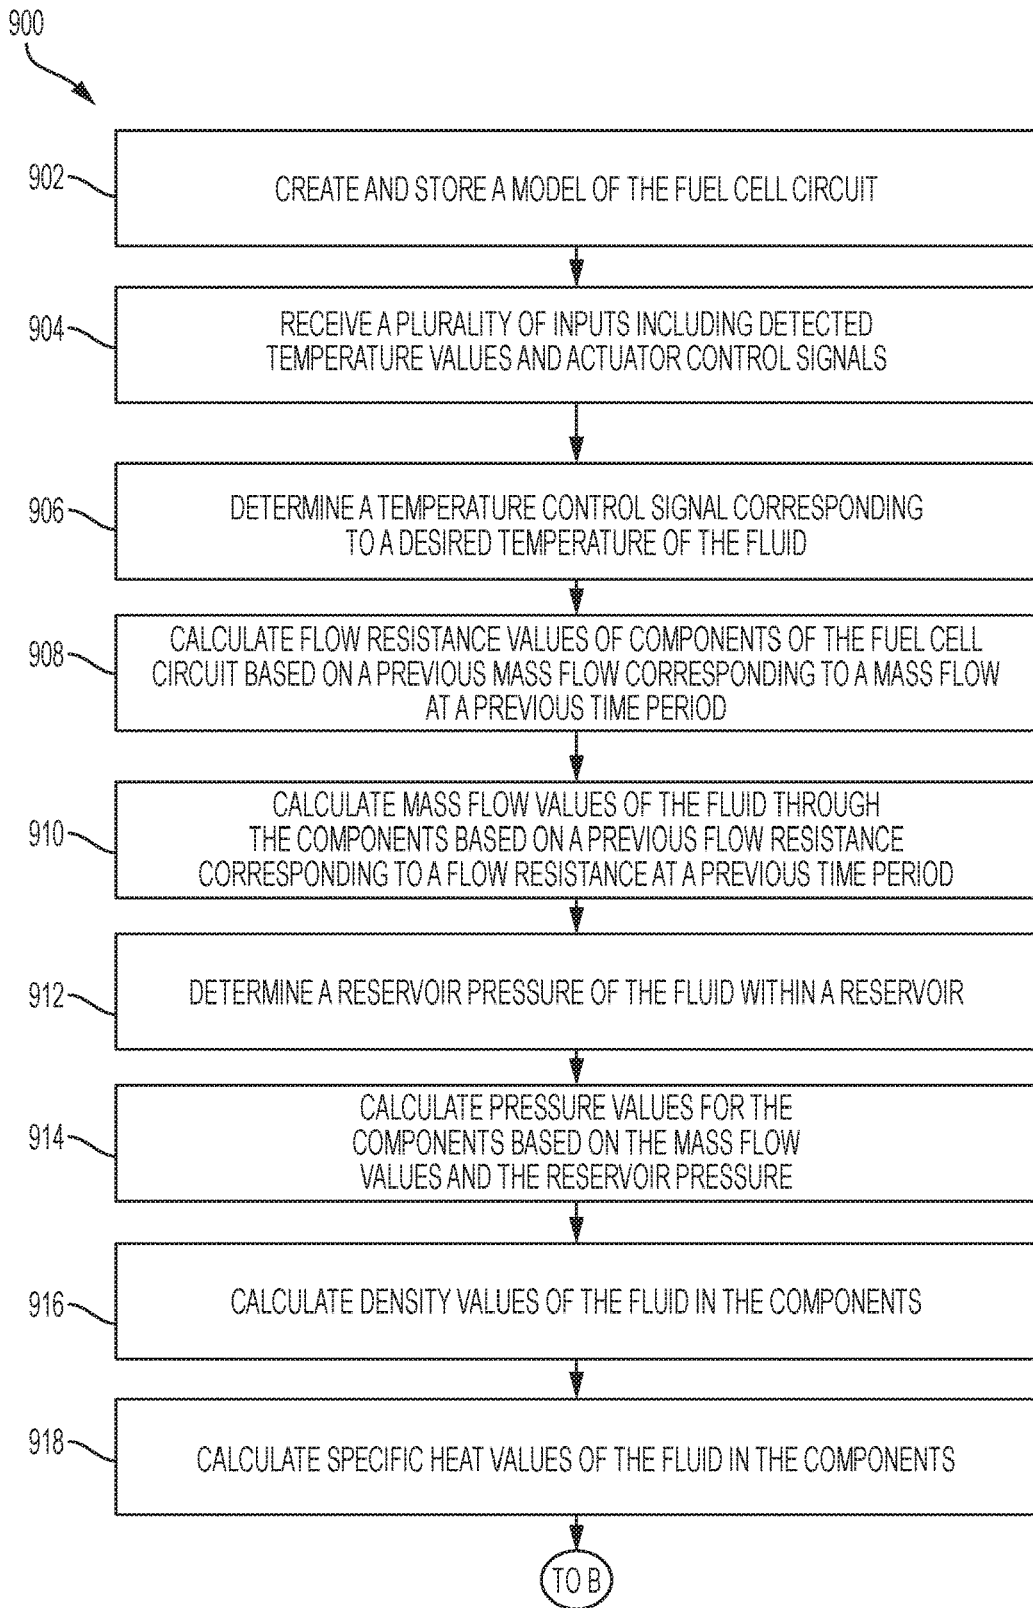 900
902
CREATE AND STORE A MODEL OF THE FUEL CELL CIRCUIT
904
RECEIVE A PLURALITY OF INPUTS INCLUDING DETECTED
TEMPERATURE VALUES AND ACTUATOR CONTROL SIGNALS
906
DETERMINE A TEMPERATURE CONTROL SIGNAL CORRESPONDING
TO A DESIRED TEMPERATURE OF THE FLUID
908
CALCULATE FLOW RESISTANCE VALUES OF COMPONENTS OF THE FUEL CELL
CIRCUIT BASED ON A PREVIOUS MASS FLOW CORRESPONDING TO A MASS FLOW
AT A PREVIOUS TIME PERIOD
910
CALCULATE MASS FLOW VALUES OF THE FLUID THROUGH
THE COMPONENTS BASED ON A PREVIOUS FLOW RESISTANCE
CORRESPONDING TO A FLOW RESISTANCE AT A PREVIOUS TIME PERIOD
912
DETERMINE A RESERVOIR PRESSURE OF THE FLUID WITHIN A RESERVOIR
914
CALCULATE PRESSURE VALUES FOR THE
COMPONENTS BASED ON THE MASS FLOW
VALUES AND THE RESERVOIR PRESSURE
916
CALCULATE DENSITY VALUES OF THE FLUID IN THE COMPONENTS
918
CALCULATE SPECIFIC HEAT VALUES OF THE FLUID IN THE COMPONENTS
TO B